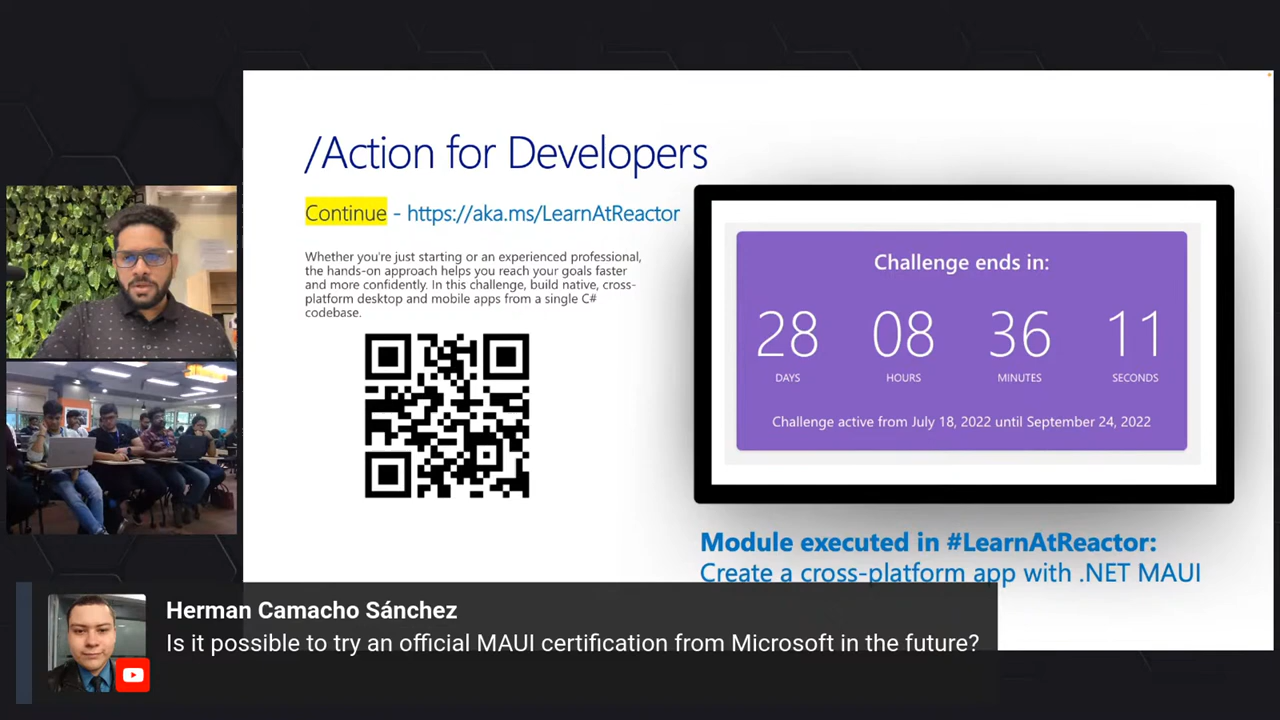 /Action for Developers
Continue - https://aka.ms/LearnAtReactor
Whether you're just starting or an experienced professional,
the hands-on approach helps you reach your goals faster
and more confidently. In this challenge, build native, cross-
platform desktop and mobile apps from a single C#
codebase.
Challenge ends in:
28 08 36 11
DAYS HOURS MINUTES SECONDS
Challenge active from July 18, 2022 until September 24, 2022
Module executed in #LearnAtReactor:
Create a cross-platform app with .NET MAUI
Herman Camacho Sánchez
Is it possible to try an official MAUI certification from Microsoft in the future?